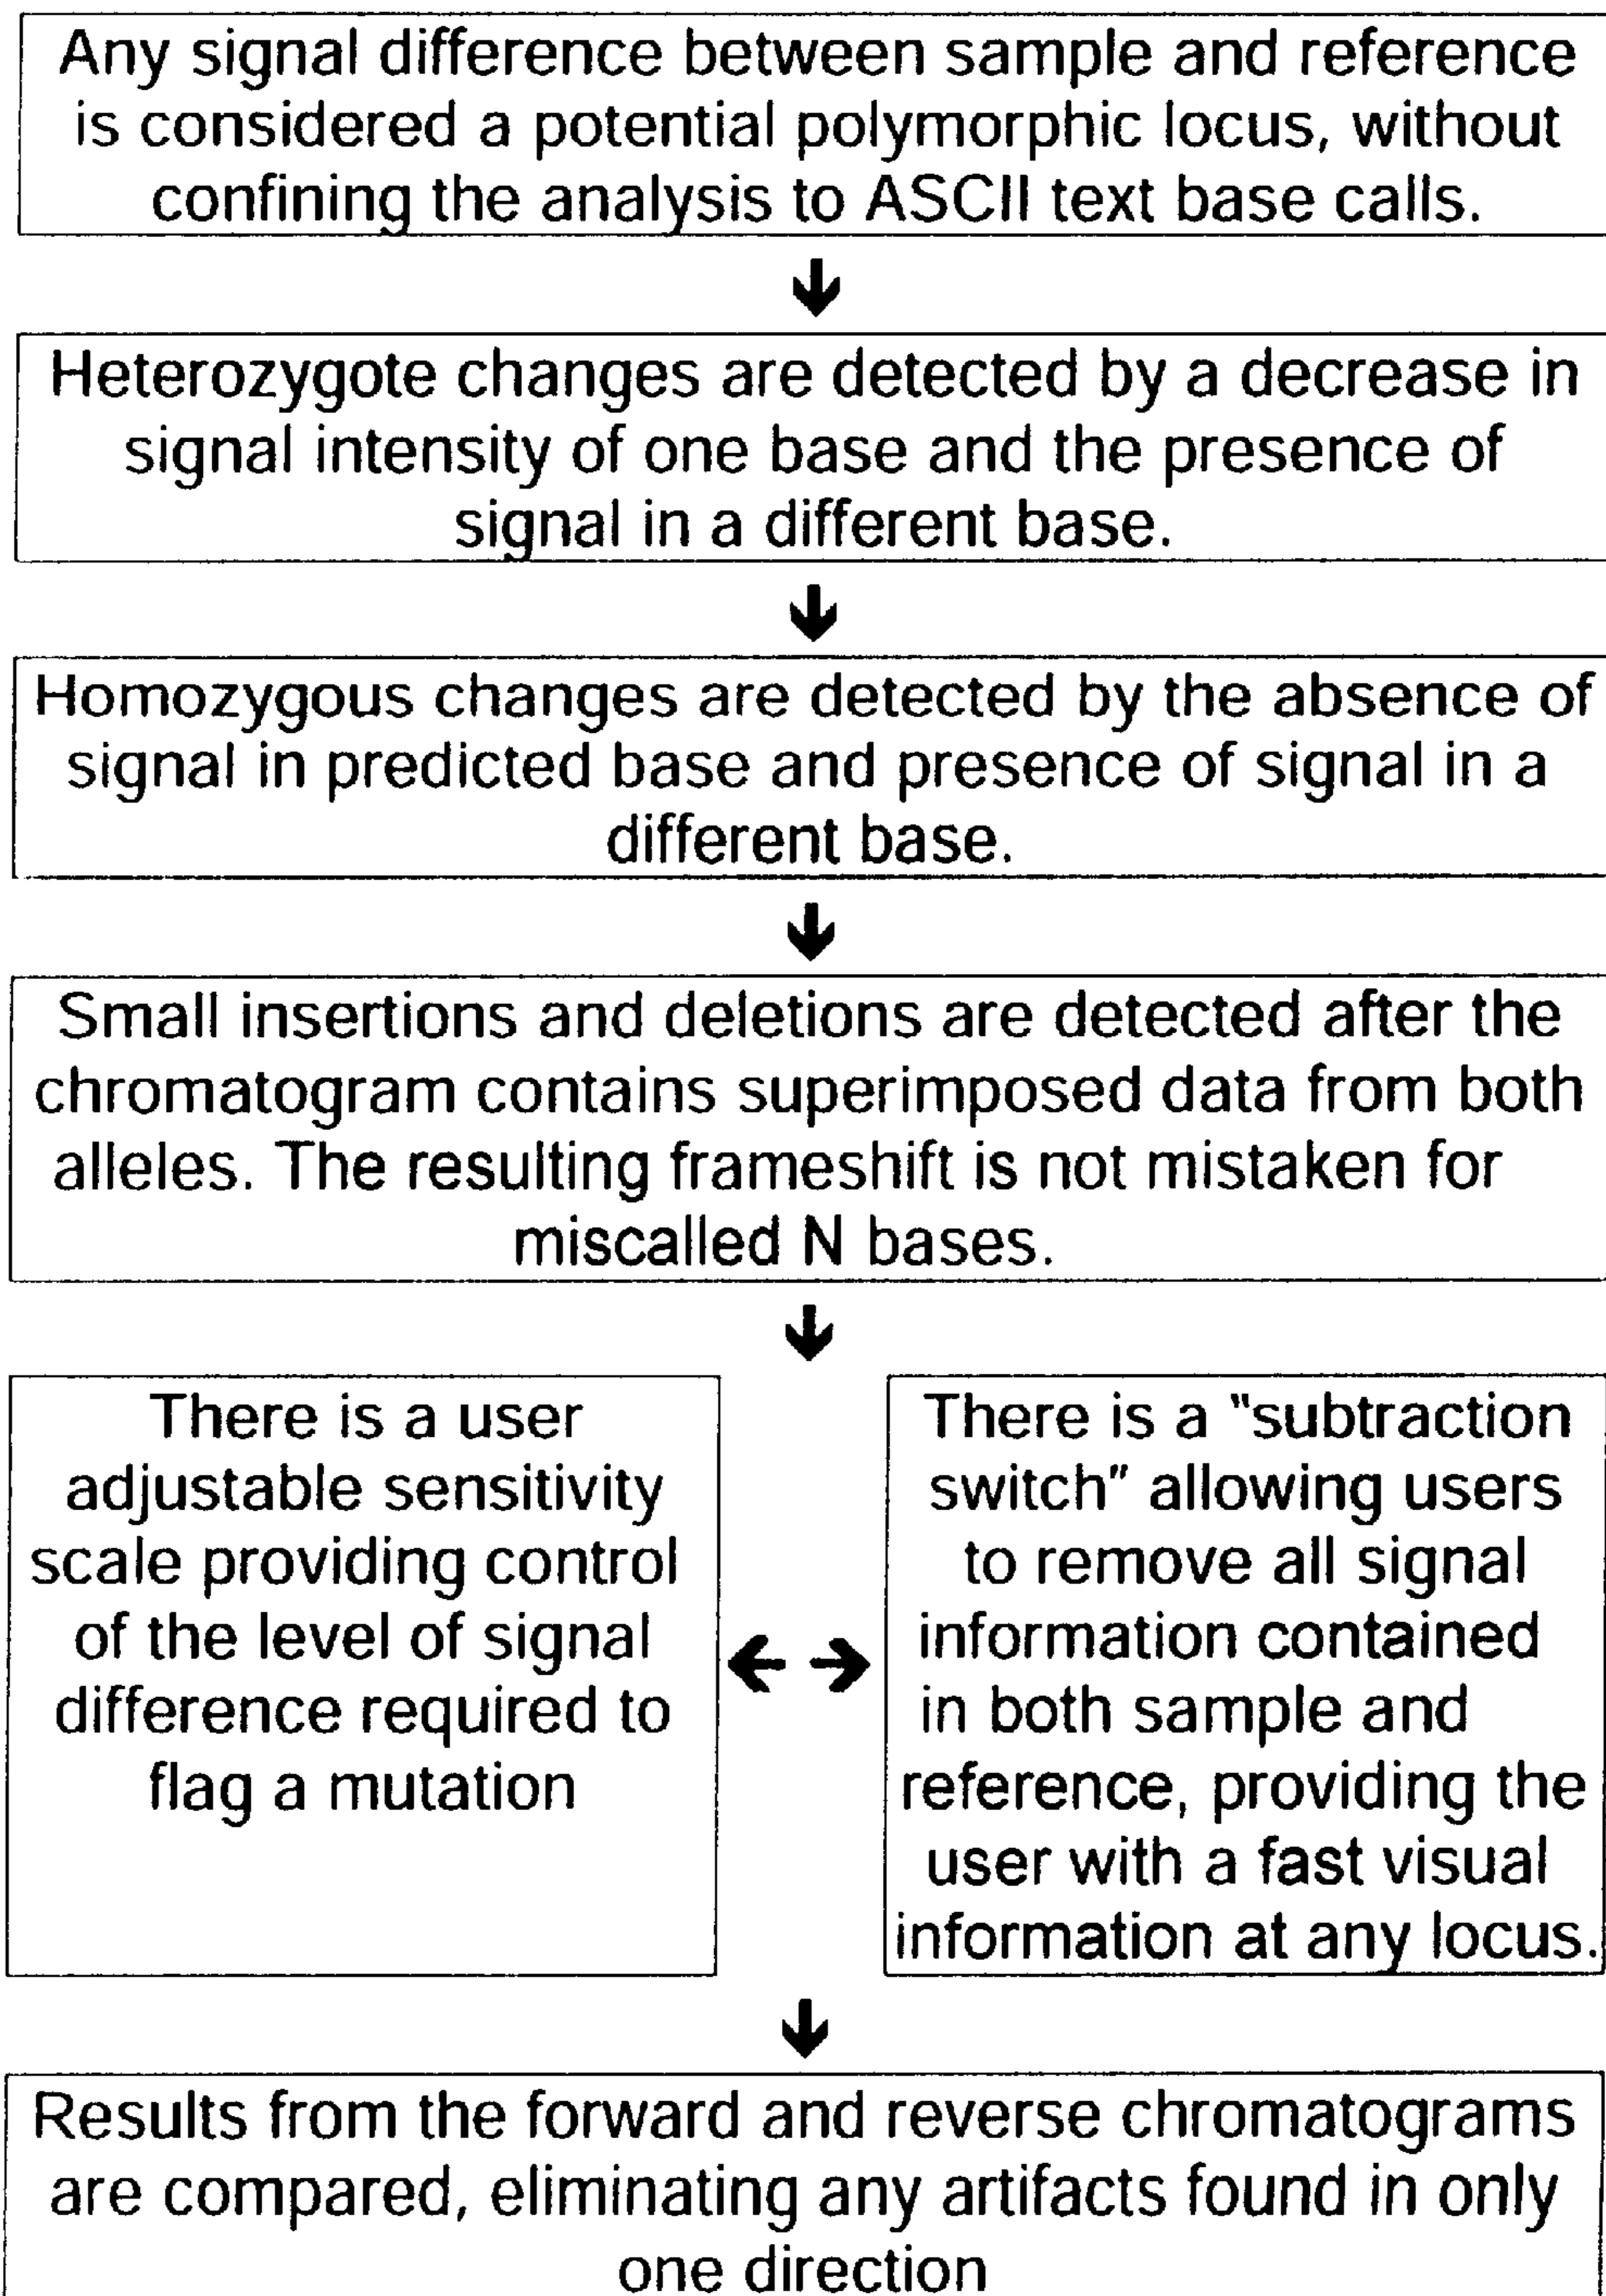 Any signal difference between sample and reference
is considered a potential polymorphic locus, without
confining the analysis to ASCII text base calls.
Heterozygote changes are detected by a decrease in
signal intensity of one base and the presence of
signal in a different base.
Homozygous changes are detected by the absence of
signal in predicted base and presence of signal in a
different base.
Small insertions and deletions are detected after the
chromatogram contains superimposed data from both
alleles. The resulting frameshift is not mistaken for
miscalled N bases.
There is a user
adjustable sensitivity
scale providing control
of the level of signal
difference required to
flag a mutation
There is a "subtraction
switch" allowing users
to remove all signal
information contained
in both sample and
reference, providing the
user with a fast visual
information at any locus.
Results from the forward and reverse chromatograms
are compared, eliminating any artifacts found in only
one direction